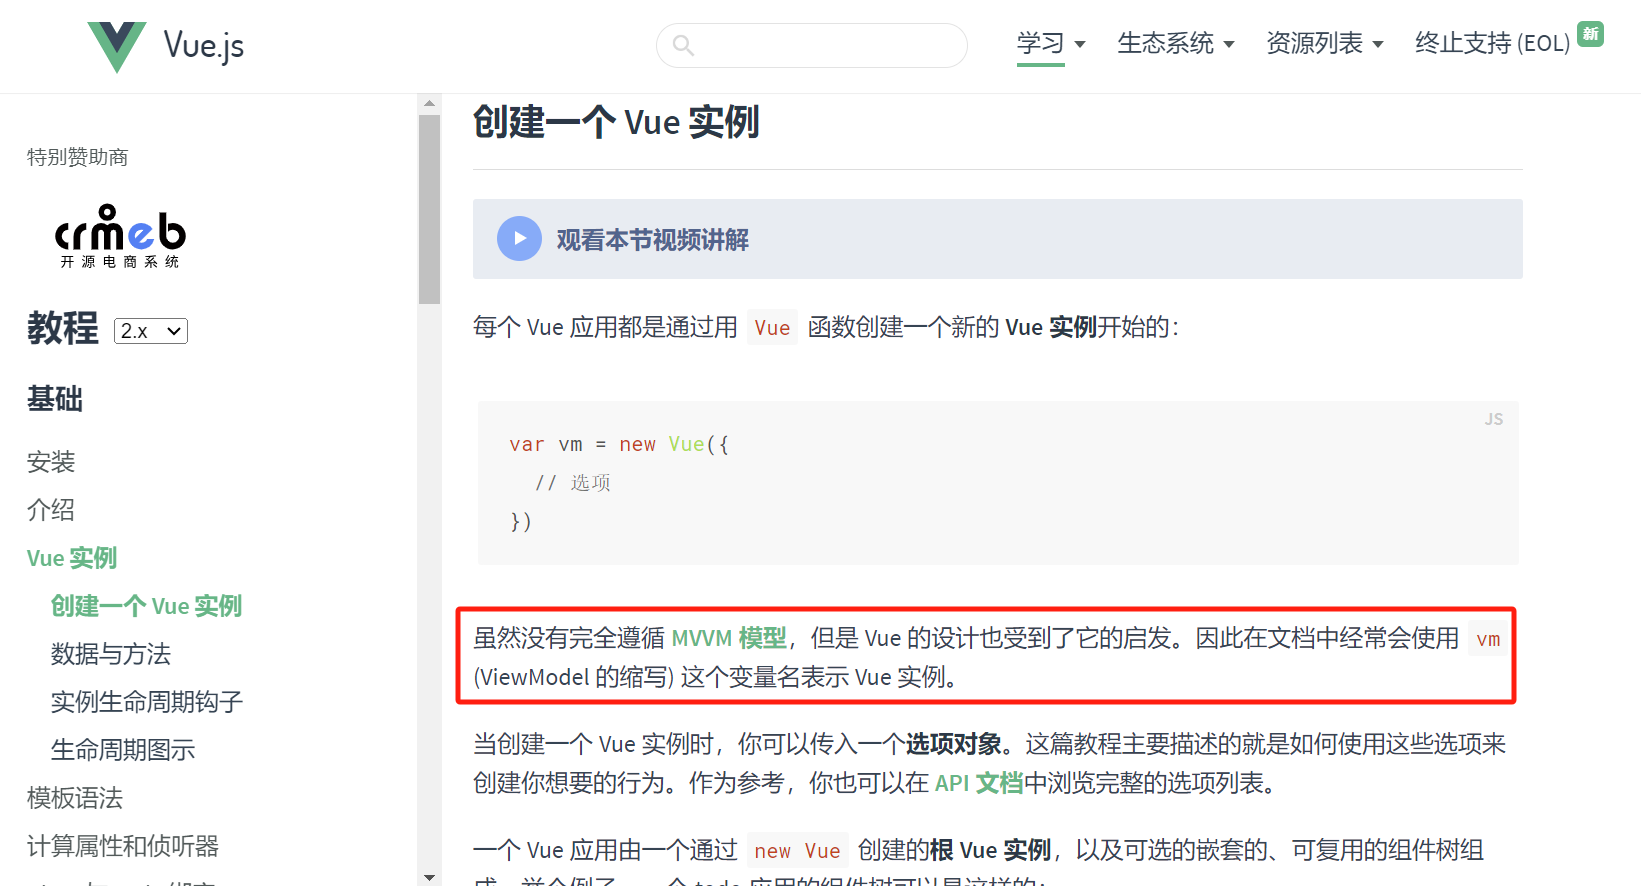 Vue.js
学习
生态系统
资源列表
终止支持 (EOL)
新
特别赞助商
crmeb
开源电商系统
教程 2.x
基础
安装
介绍
Vue 实例
创建一个 Vue 实例
数据与方法
实例生命周期钩子
生命周期图示
模板语法
计算属性和侦听器
创建一个 Vue 实例
观看本节视频讲解
每个 Vue 应用都是通过用 Vue 函数创建一个新的 Vue 实例开始的：
JS
var vm = new Vue({
// 选项
})
虽然没有完全遵循 MVVM 模型，但是 Vue 的设计也受到了它的启发。因此在文档中经常会使用 vm
(ViewModel 的缩写) 这个变量名表示 Vue 实例。
当创建一个 Vue 实例时，你可以传入一个选项对象。这篇教程主要描述的就是如何使用这些选项来
创建你想要的行为。作为参考，你也可以在 API 文档中浏览完整的选项列表。
一个 Vue 应用由一个通过 new Vue 创建的根 Vue 实例，以及可选的嵌套的、可复用的组件树组